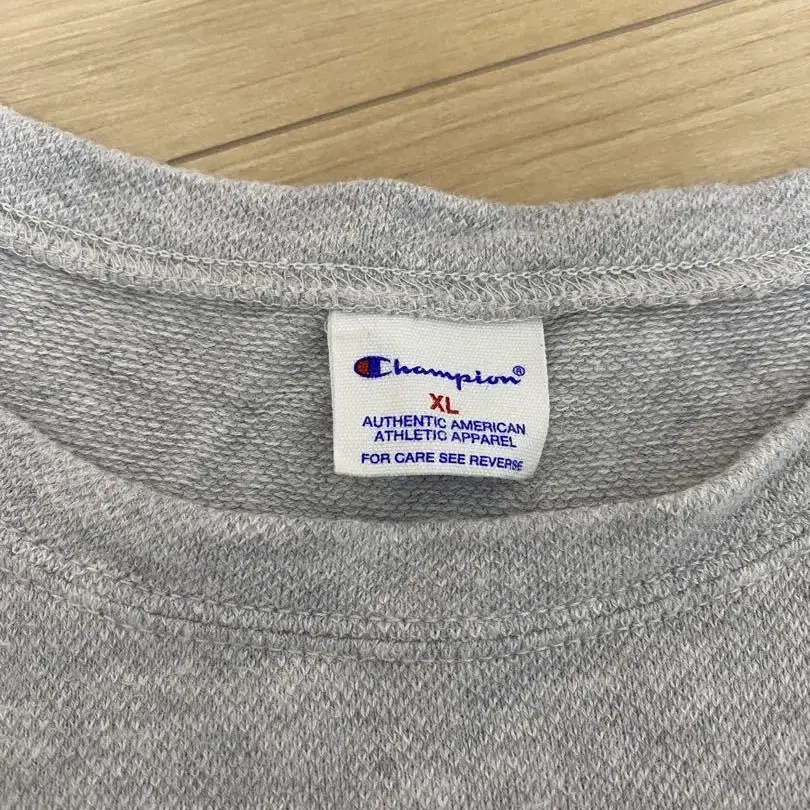 Champion®
XL
AUTHENTIC AMERICAN
ATHLETIC APPAREL
FOR CARE SEE REVERSE